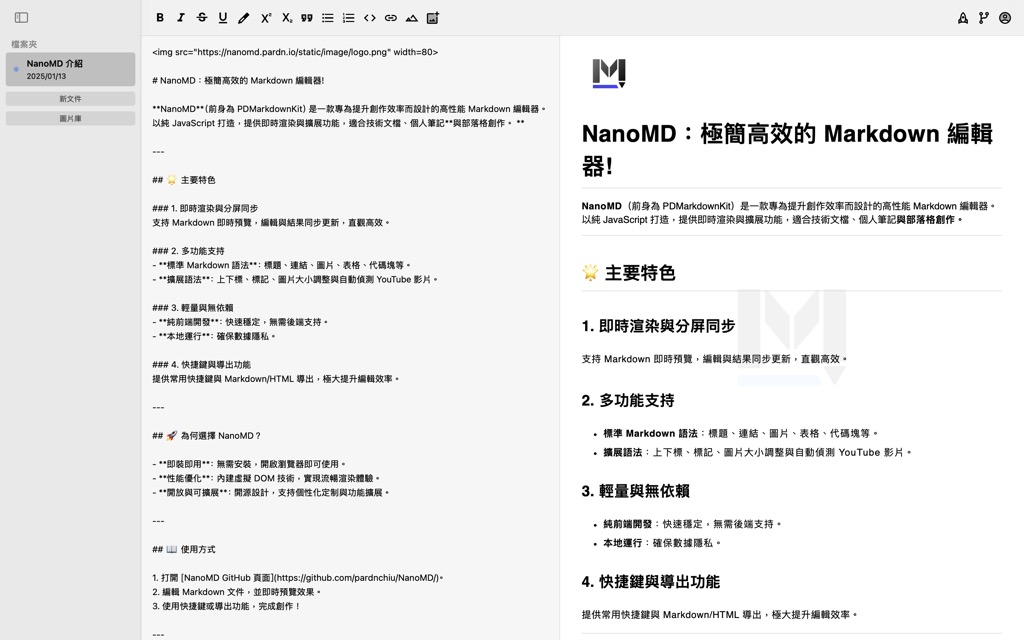 檔案夾
NanoMD 介紹
2025/01/13
新文件
圖片庫
B I S U X² X₂
<img src="https://nanomd.pardn.io/static/image/logo.png" width=80>
# NanoMD：極簡高效的 Markdown 編輯器!
**NanoMD**(前身為 PDMarkdownKit) 是一款專為提升創作效率而設計的高性能 Markdown 編輯器。
以純 JavaScript 打造，提供即時渲染與擴展功能，適合技術文檔、個人筆記**與部落格創作。 **
---
## 🌟 主要特色
### 1. 即時渲染與分屏同步
支持 Markdown 即時預覽，編輯與結果同步更新，直觀高效。
### 2. 多功能支持
- **標準 Markdown 語法**: 標題、連結、圖片、表格、代碼塊等。
- **擴展語法**: 上下標、標記、圖片大小調整與自動偵測 YouTube 影片。
### 3. 輕量與無依賴
- **純前端開發**: 快速穩定，無需後端支持。
- **本地運行**: 確保數據隱私。
### 4. 快捷鍵與導出功能
提供常用快捷鍵與 Markdown/HTML 導出，極大提升編輯效率。
---
## 🚀 為何選擇 NanoMD？
- **即裝即用**: 無需安裝，開啟瀏覽器即可使用。
- **性能優化**: 內建虛擬 DOM 技術，實現流暢渲染體驗。
- **開放與可擴展**: 開源設計，支持個性化定制與功能擴展。
---
## 📖 使用方式
1. 打開 [NanoMD GitHub 頁面](https://github.com/pardnchiu/NanoMD/)。
2. 編輯 Markdown 文件，並即時預覽效果。
3. 使用快捷鍵或導出功能，完成創作！
---
NanoMD：極簡高效的 Markdown 編輯
器!
NanoMD（前身為 PDMarkdownKit）是一款專為提升創作效率而設計的高性能 Markdown 編輯器。
以純 JavaScript 打造，提供即時渲染與擴展功能，適合技術文檔、個人筆記與部落格創作。
🌟 主要特色
1. 即時渲染與分屏同步
支持 Markdown 即時預覽，編輯與結果同步更新，直觀高效。
2. 多功能支持
• 標準 Markdown 語法：標題、連結、圖片、表格、代碼塊等。
• 擴展語法：上下標、標記、圖片大小調整與自動偵測 YouTube 影片。
3. 輕量與無依賴
• 純前端開發：快速穩定，無需後端支持。
• 本地運行：確保數據隱私。
4. 快捷鍵與導出功能
提供常用快捷鍵與 Markdown/HTML 導出，極大提升編輯效率。